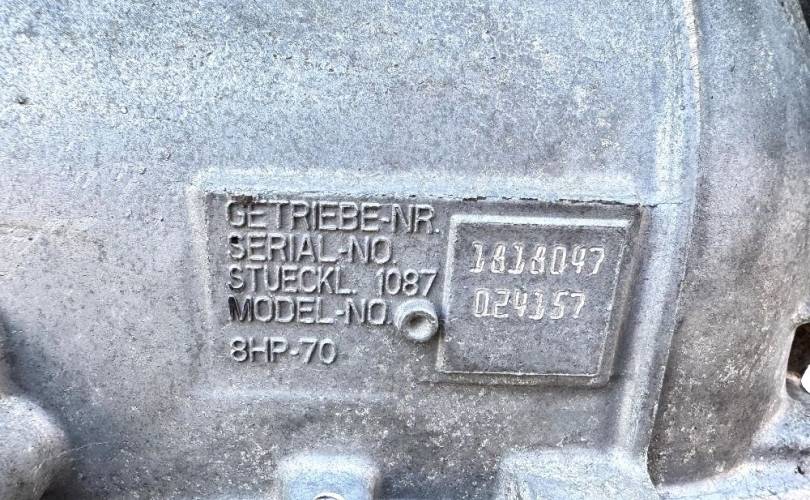 GETRIEBE-NR.
SERIAL-NO.
STUECKL. 1087
MODEL-NO.
8HP-70
1818047
024157